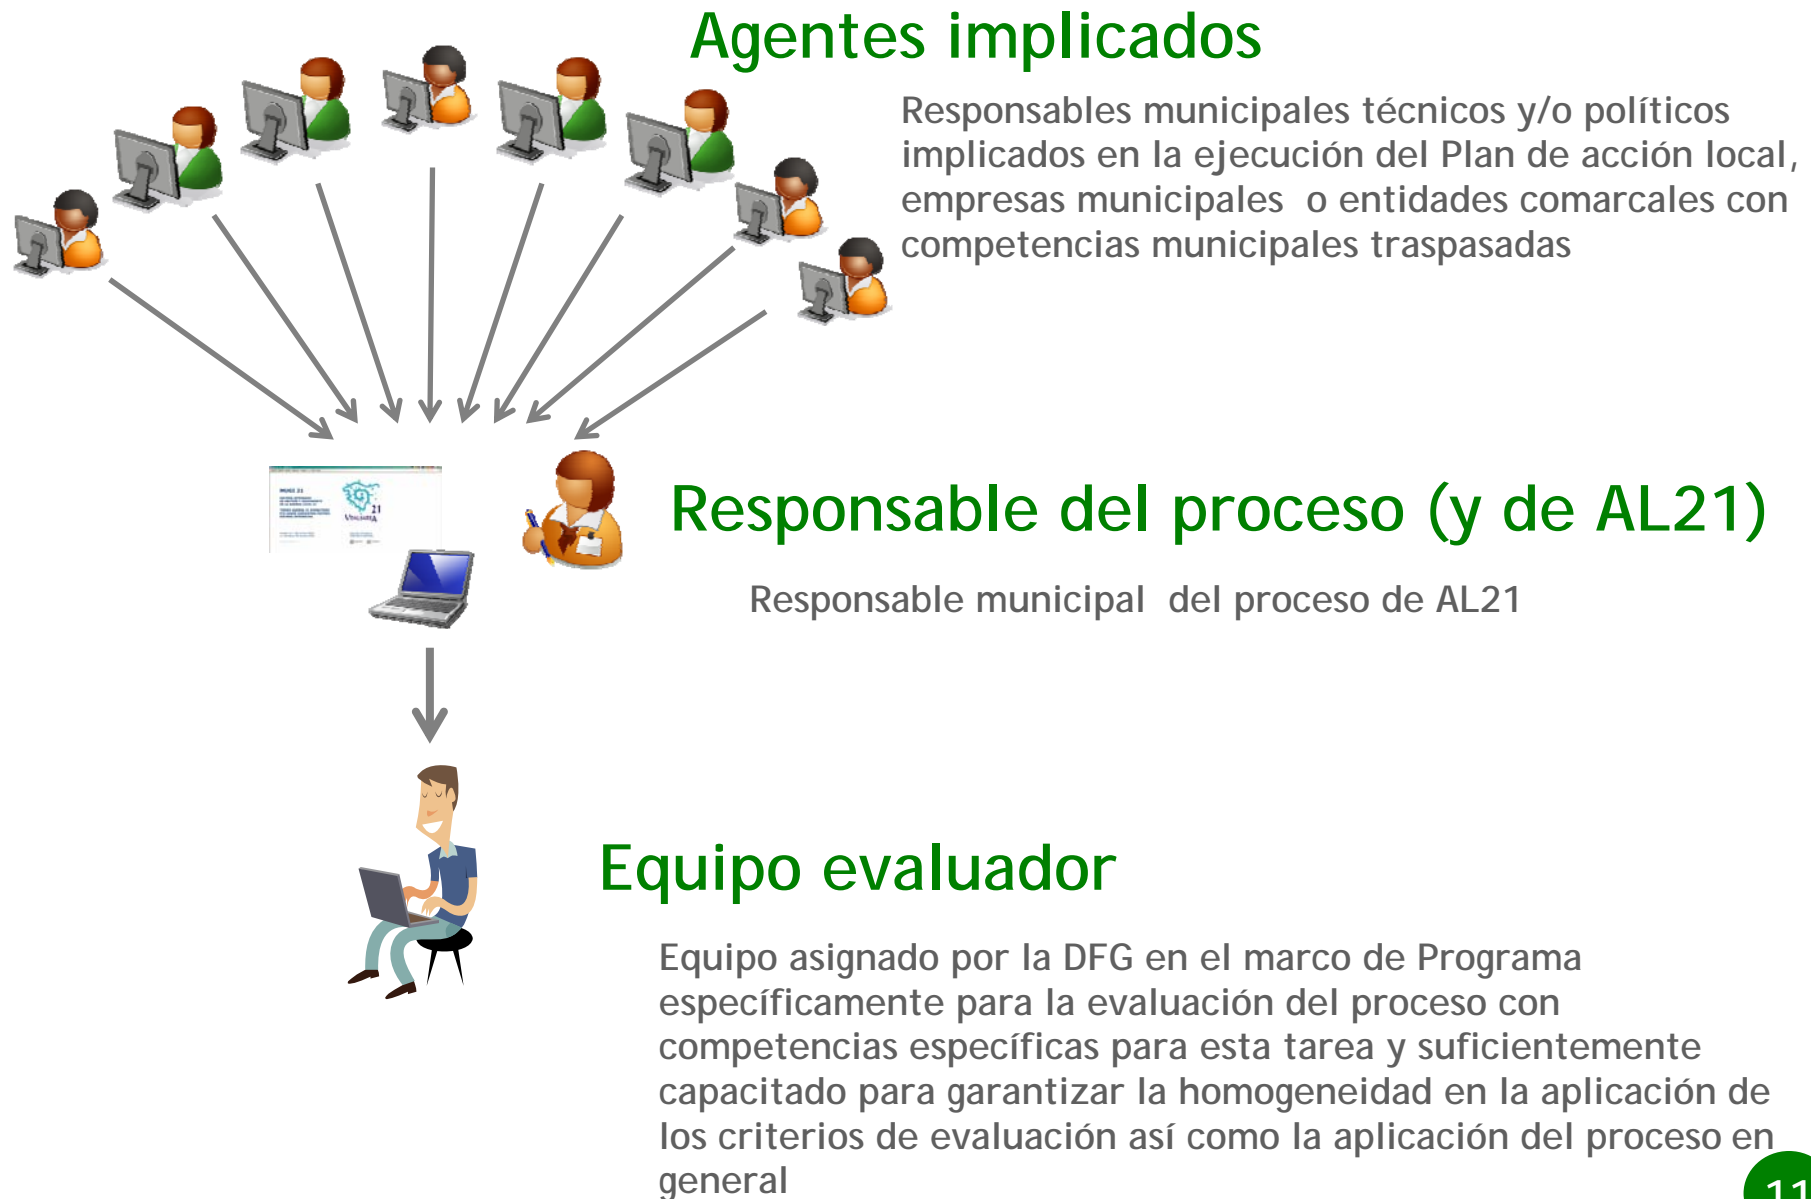 Agentes implicados
Responsables municipales técnicos y/o políticos
implicados en la ejecución del Plan de acción local,
empresas municipales o entidades comarcales con
competencias municipales traspasadas
MUGI 21
21
Responsable del proceso (y de AL21)
Responsable municipal del proceso de AL21
Equipo evaluador
Equipo asignado por la DFG en el marco de Programa
específicamente para la evaluación del proceso con
competencias específicas para esta tarea y suficientemente
capacitado para garantizar la homogeneidad en la aplicación de
los criterios de evaluación así como la aplicación del proceso en
general
11